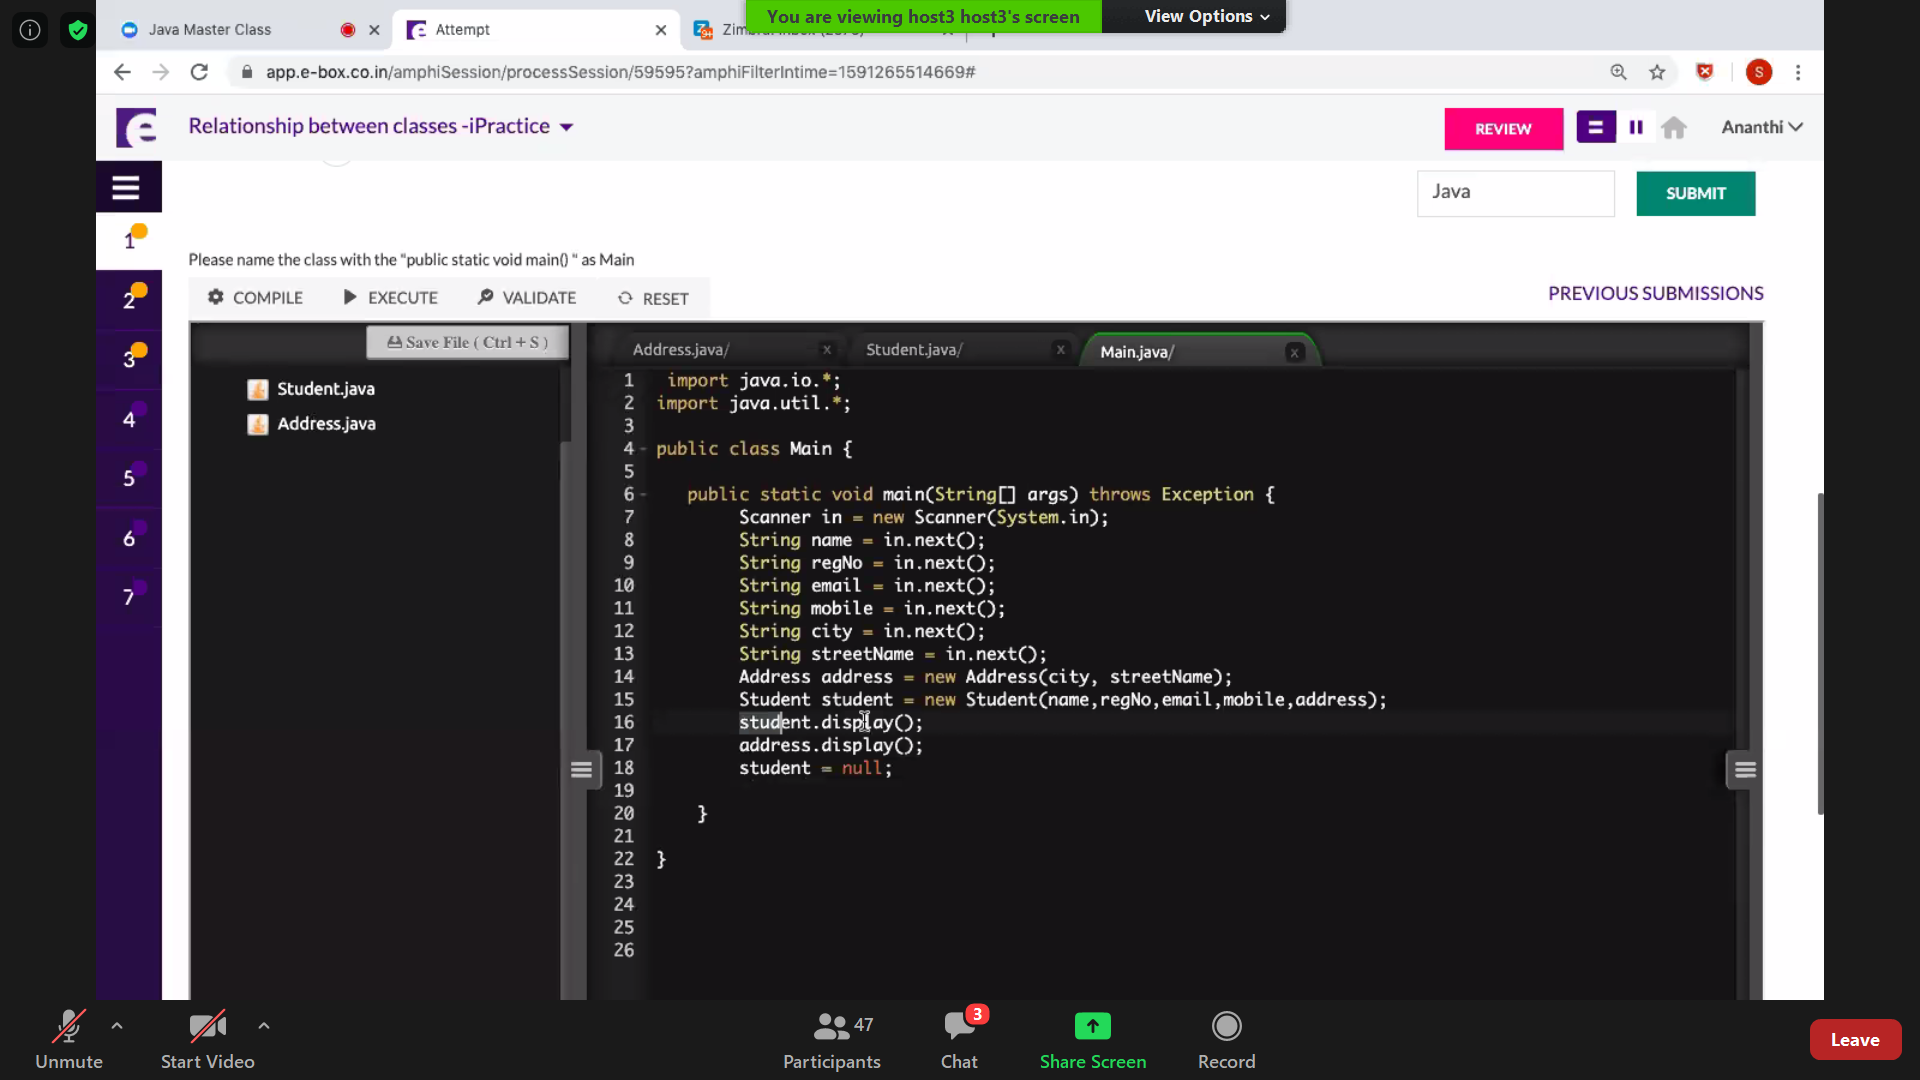 Java Master Class
Attempt
You are viewing host3 host3's screen
View Options
app.e-box.co.in/amphiSession/processSession/59595?amphiFilterIntime=1591265514669#
S
Relationship between classes -iPractice
REVIEW
Ananthi
Java
SUBMIT
1
2
3
4
5
6
7
Please name the class with the "public static void main() " as Main
COMPILE
EXECUTE
VALIDATE
RESET
PREVIOUS SUBMISSIONS
Save File ( Ctrl + S )
Student.java
Address.java
Address.java/ x
Student.java/ x
Main.java/ x
1 import java.io.*;
2 import java.util.*;
3
4 public class Main {
5
6 public static void main(String[] args) throws Exception {
7 Scanner in = new Scanner(System.in);
8 String name = in.next();
9 String regNo = in.next();
10 String email = in.next();
11 String mobile = in.next();
12 String city = in.next();
13 String streetName = in.next();
14 Address address = new Address(city, streetName);
15 Student student = new Student(name,regNo,email,mobile,address);
16 student.display();
17 address.display();
18 student = null;
19
20 }
21
22 }
23
24
25
26
Unmute
Start Video
47
Participants
3
Chat
Share Screen
Record
Leave